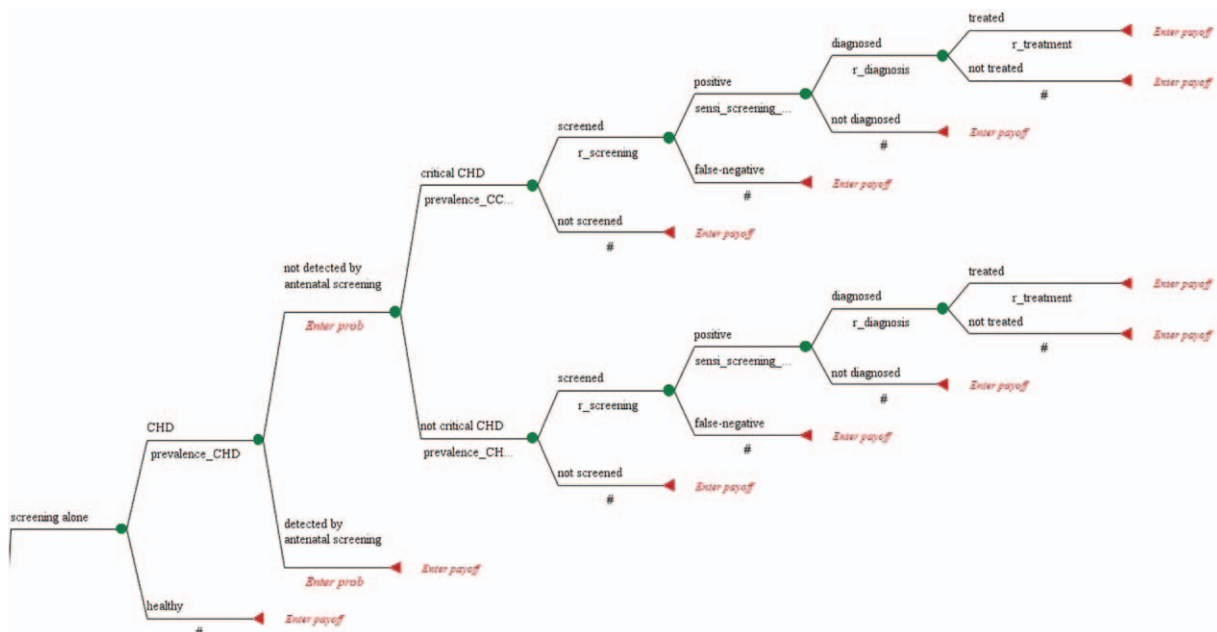 treated
Enter payoff
r_treatment
diagnosed
not treated
r_diagnosis
Enter payoff
#
positive
sensi_screening_...
not diagnosed
Enter payoff
#
screened
r_screening
false-negative
Enter payoff
#
critical CHD
prevalence_CC...
not screened
Enter payoff
#
not detected by
antenatal screening
Enter prob
treated
Enter payoff
r_treatment
diagnosed
not treated
r_diagnosis
Enter payoff
#
positive
sensi_screening_...
not diagnosed
Enter payoff
#
screened
r_screening
false-negative
Enter payoff
#
not critical CHD
prevalence_CH...
not screened
Enter payoff
#
CHD
prevalence_CHD
screening alone
detected by
antenatal screening
Enter prob
Enter payoff
healthy
Enter payoff
#